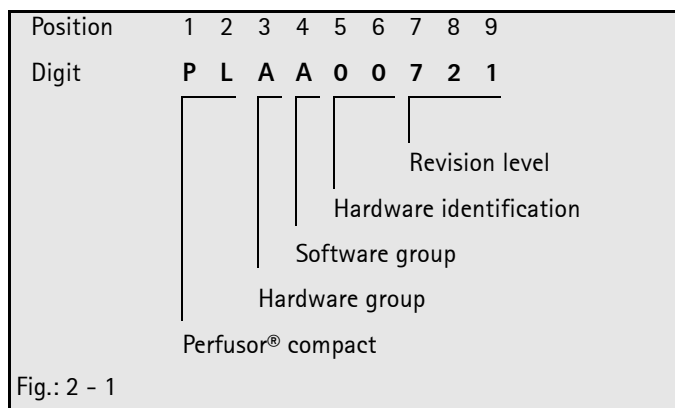 Position 1 2 3 4 5 6 7 8 9
Digit P L A A 0 0 7 2 1
Revision level
Hardware identification
Software group
Hardware group
Perfusor® compact
Fig.: 2 - 1